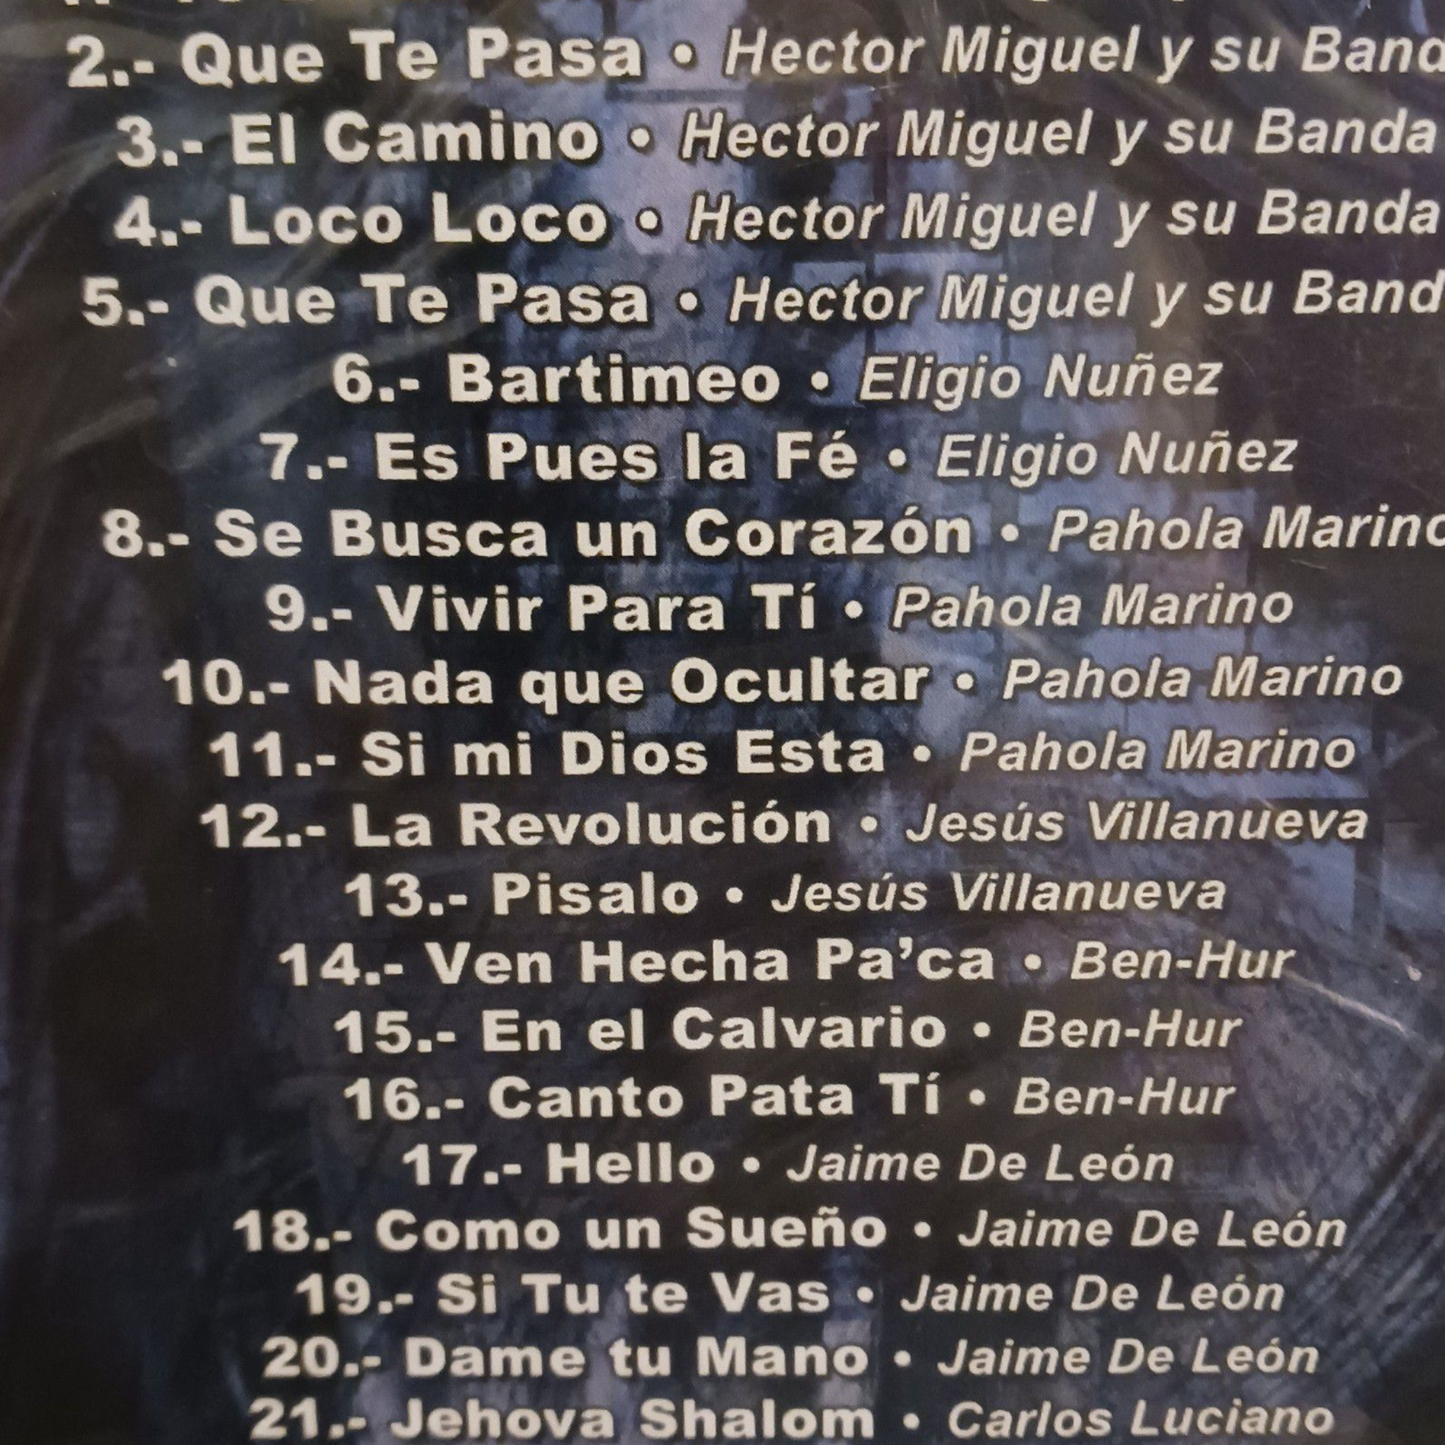 2.- Que Te Pasa • Hector Miguel y su Band
3.- El Camino • Hector Miguel y su Banda
4.- Loco Loco • Hector Miguel y su Banda
5.- Que Te Pasa • Hector Miguel y su Band
6.- Bartimeo • Eligio Nuñez
7.- Es Pues la Fé • Eligio Nuñez
8.- Se Busca un Corazón • Pahola Marino
9.- Vivir Para Tí • Pahola Marino
10.- Nada que Ocultar • Pahola Marino
11.- Si mi Dios Esta • Pahola Marino
12.- La Revolución • Jesús Villanueva
13.- Pisalo • Jesús Villanueva
14.- Ven Hecha Pa’ca • Ben-Hur
15.- En el Calvario • Ben-Hur
16.- Canto Pata Tí • Ben-Hur
17.- Hello • Jaime De León
18.- Como un Sueño • Jaime De León
19.- Si Tu te Vas • Jaime De León
20.- Dame tu Mano • Jaime De León
21.- Jehova Shalom • Carlos Luciano